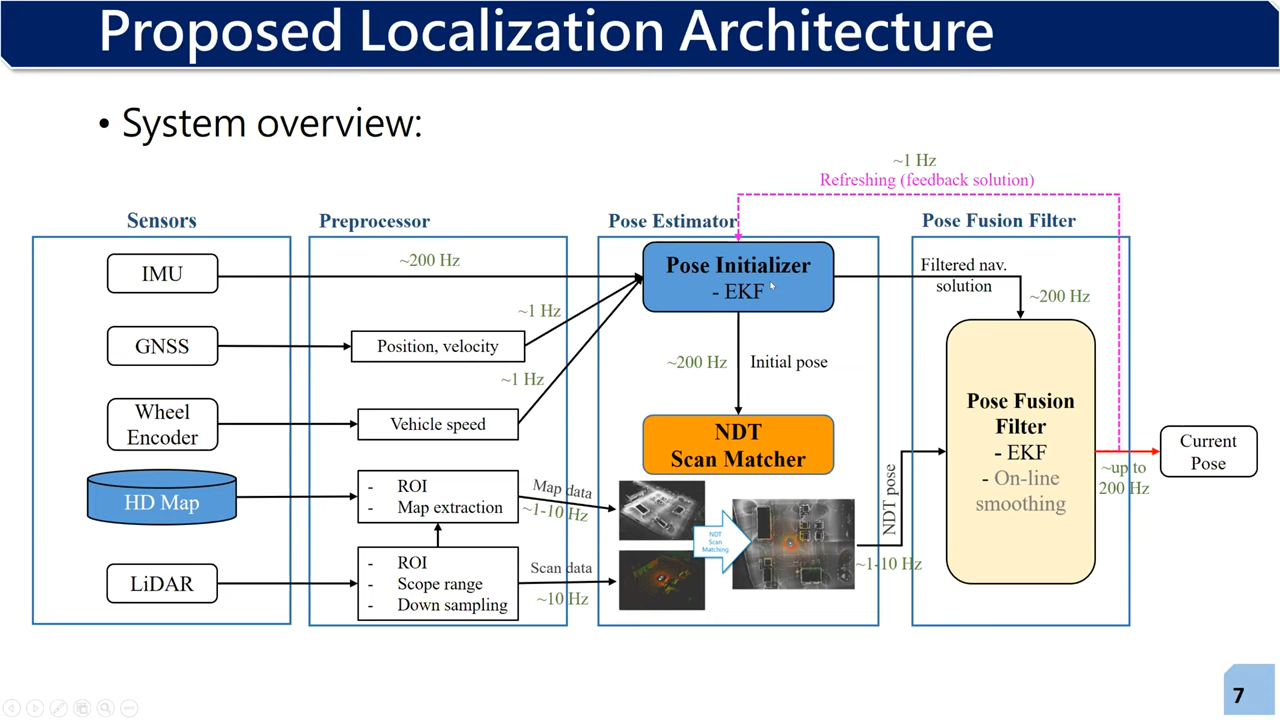 Proposed Localization Architecture
• System overview:
~1 Hz
Refreshing (feedback solution)
Sensors
Preprocessor
Pose Estimator
Pose Fusion Filter
IMU
~200 Hz
Pose Initializer
- EKF
Filtered nav.
solution
~200 Hz
GNSS
Position, velocity
~1 Hz
~200 Hz
Initial pose
Wheel
Encoder
Vehicle speed
~1 Hz
NDT
Scan Matcher
Pose Fusion
Filter
- EKF
- On-line
smoothing
~up to
200 Hz
Current
Pose
HD Map
- ROI
- Map extraction
Map data
~1-10 Hz
NDT
Scan
Matching
NDT pose
~1-10 Hz
LiDAR
- ROI
- Scope range
- Down sampling
Scan data
~10 Hz
7